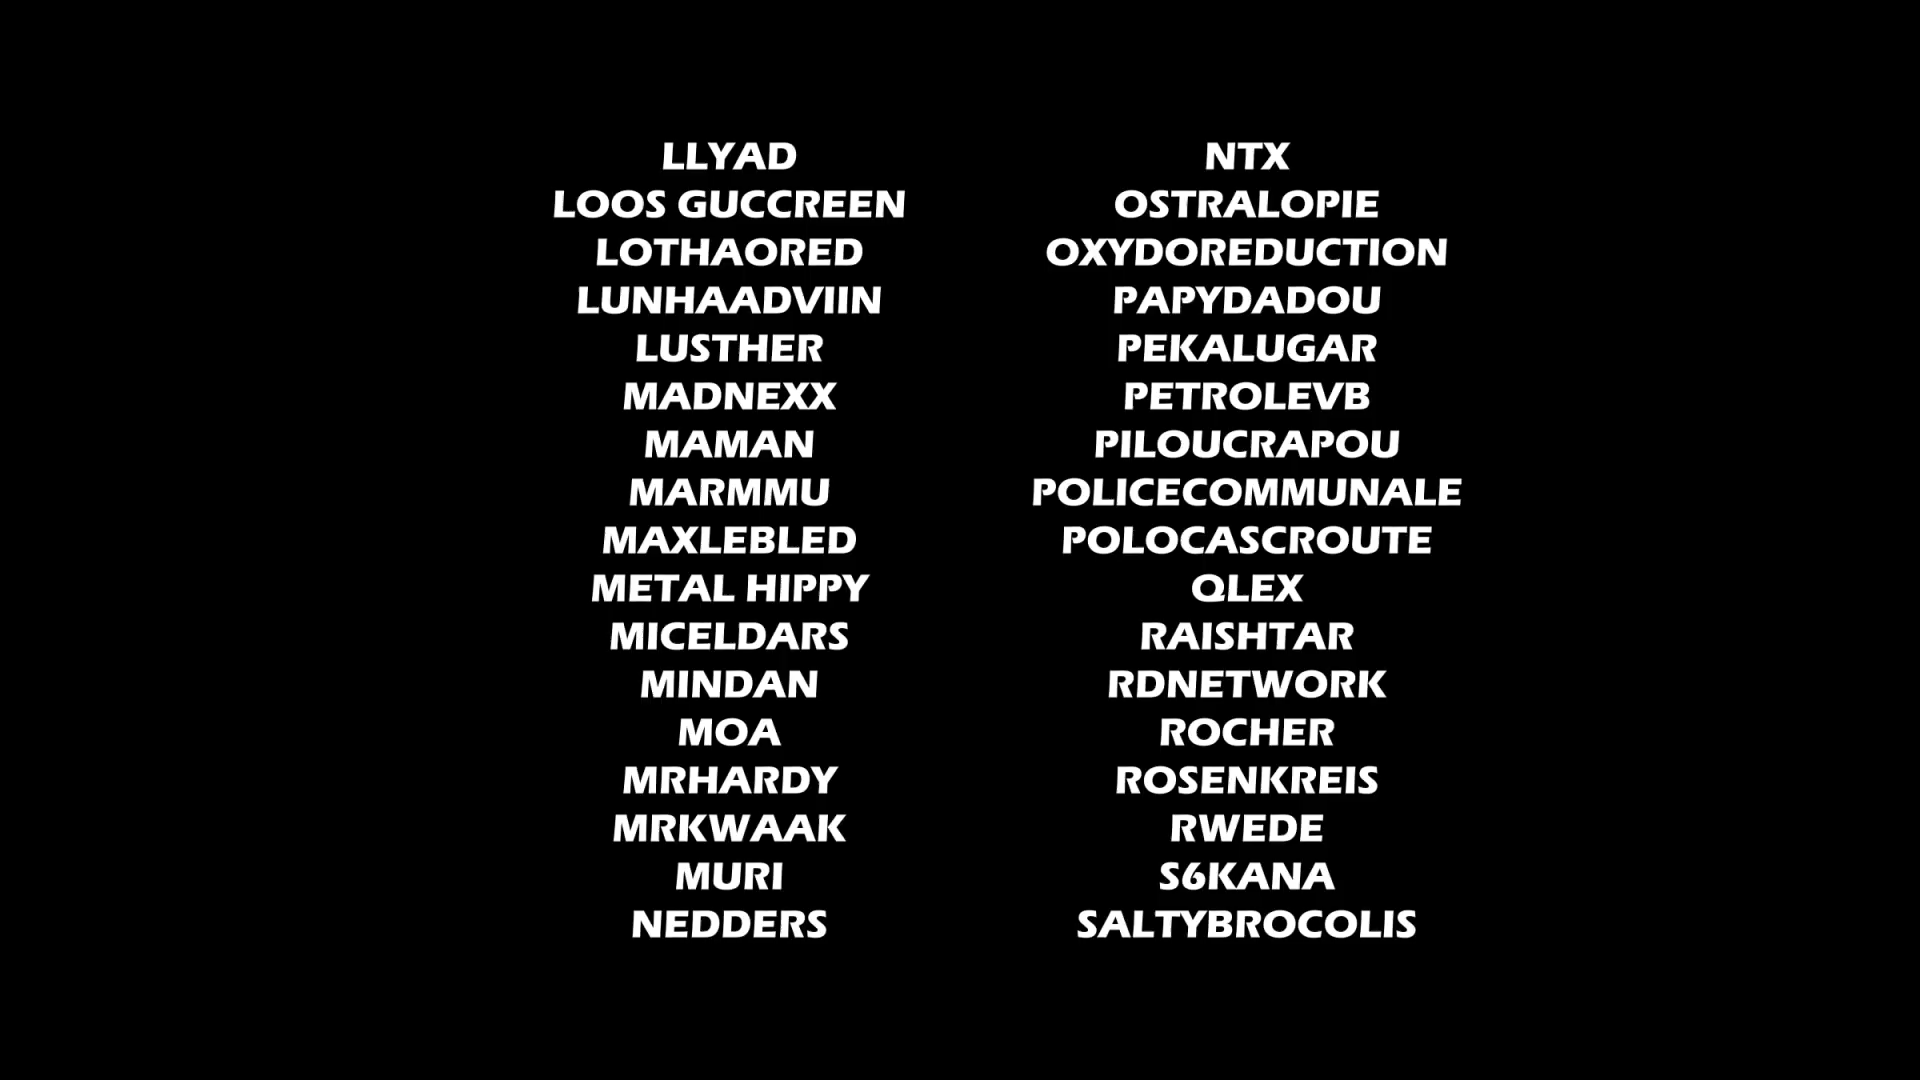 LLYAD
LOOS GUCCREEN
LOTHAORED
LUNHAADVIIN
LUSTHER
MADNEXX
MAMAN
MARMMU
MAXLEBLED
METAL HIPPY
MICELDARS
MINDAN
MOA
MRHARDY
MRKWAAK
MURI
NEDDERS
NTX
OSTRALOPIE
OXYDOREDUCTION
PAPYDADOU
PEKALUGAR
PETROLEVB
PILOUCRAPOU
POLICECOMMUNALE
POLOCASCROUTE
QLEX
RAISHTAR
RDNETWORK
ROCHER
ROSENKREIS
RWEDE
S6KANA
SALTYBROCOLIS